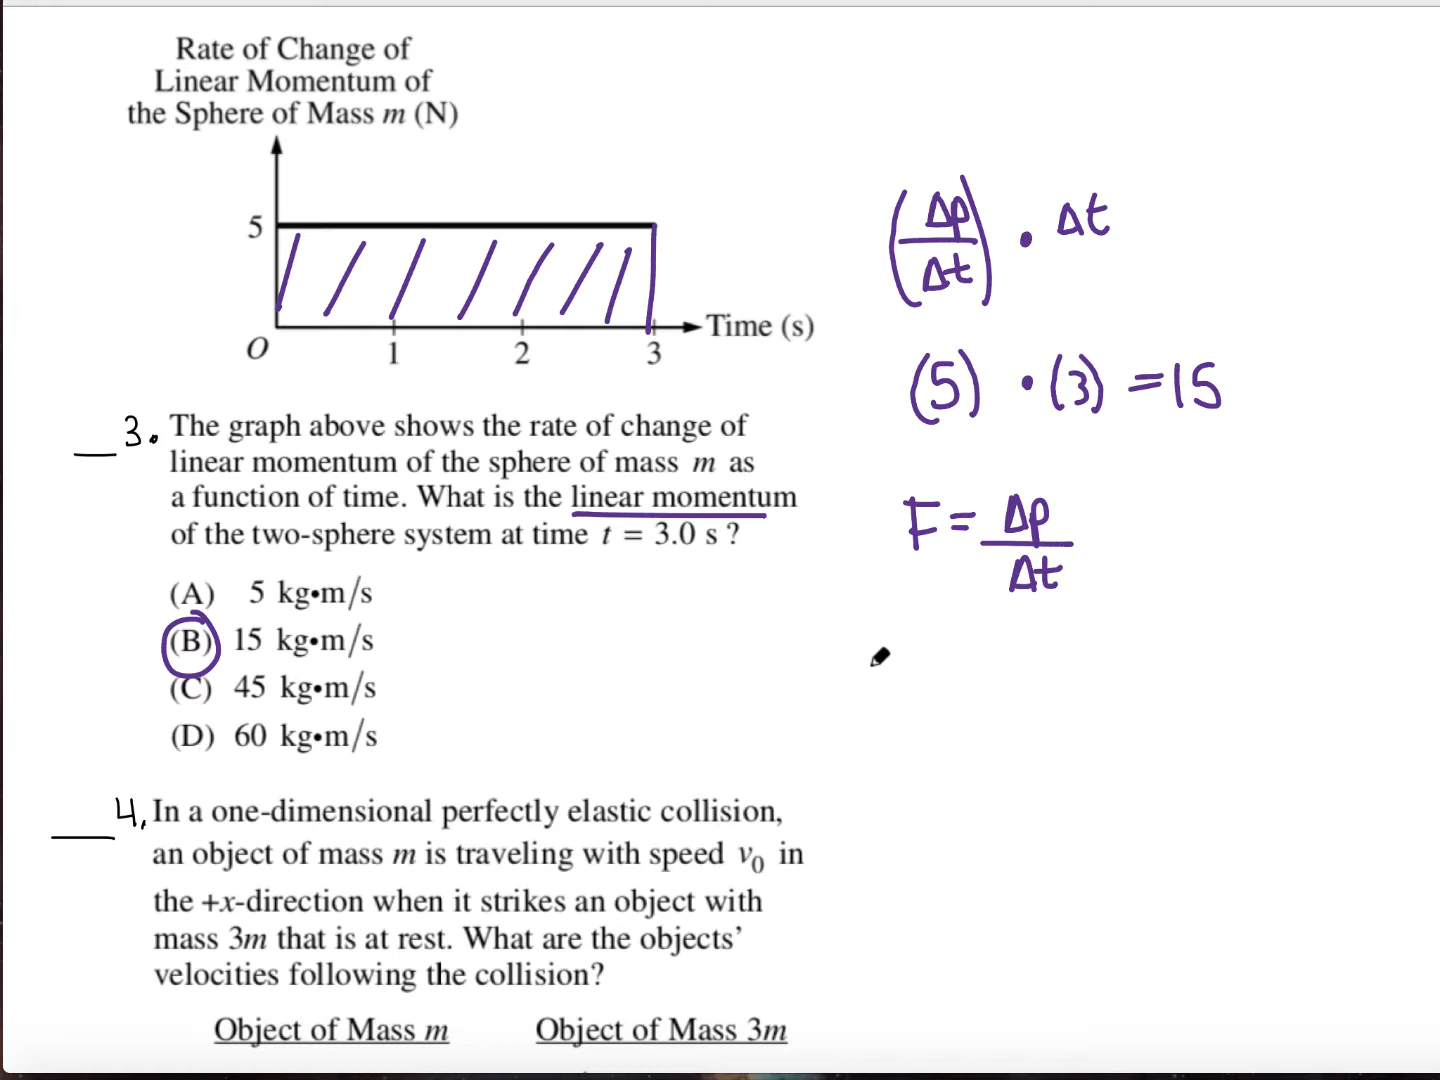 Rate of Change of
Linear Momentum of
the Sphere of Mass m (N)
5
O
1 2 3
Time (s)
(Δp/Δt) · Δt
(5) · (3) = 15
F = Δp/Δt
3. The graph above shows the rate of change of
linear momentum of the sphere of mass m as
a function of time. What is the linear momentum
of the two-sphere system at time t = 3.0 s ?
(A) 5 kg•m/s
(B) 15 kg•m/s
(C) 45 kg•m/s
(D) 60 kg•m/s
4. In a one-dimensional perfectly elastic collision,
an object of mass m is traveling with speed v₀ in
the +x-direction when it strikes an object with
mass 3m that is at rest. What are the objects’
velocities following the collision?
Object of Mass m Object of Mass 3m